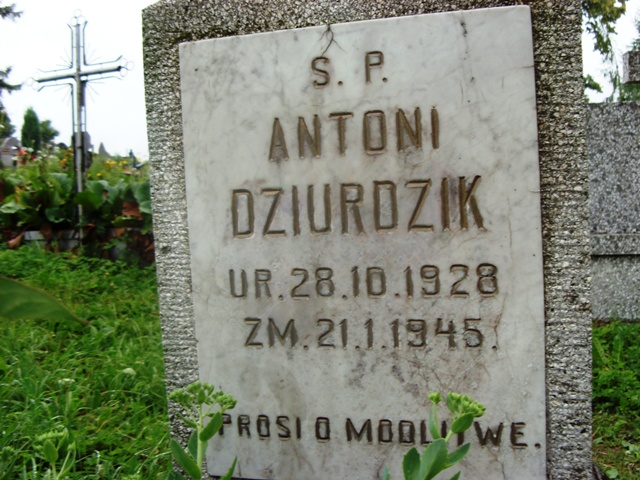 S. P.
ANTONI
DZIURDZIK
UR. 28.10.1928
ZM. 21.1.1945.
PROSI O MODLITWE.